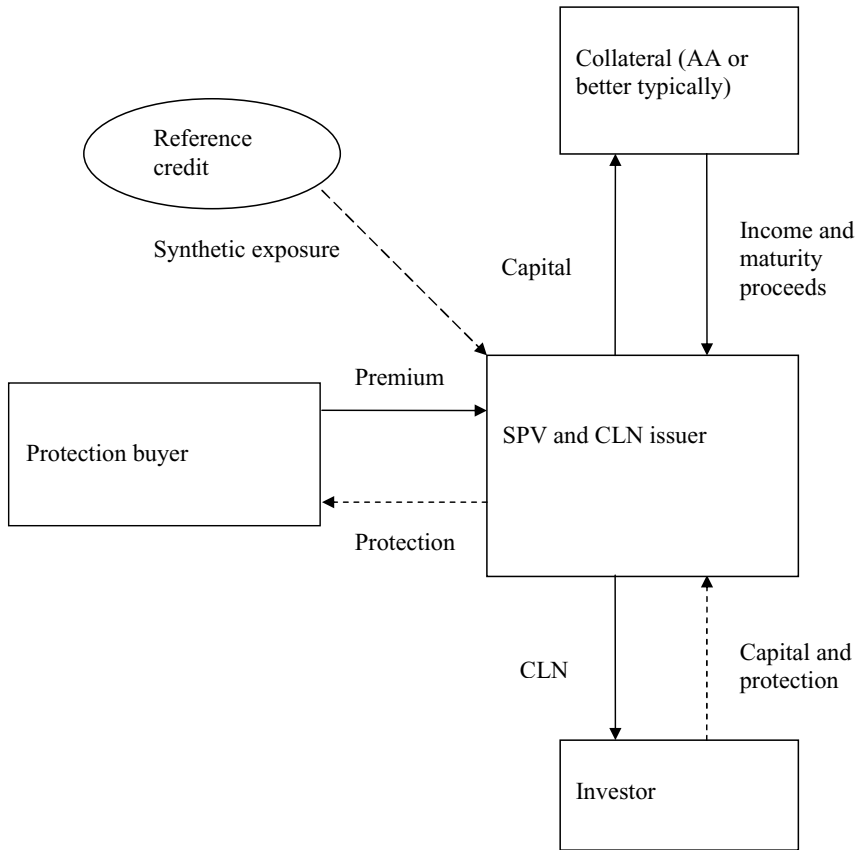 Collateral (AA or
better typically)
Reference
credit
Synthetic exposure
Capital
Income and
maturity
proceeds
Premium
Protection buyer
SPV and CLN issuer
Protection
CLN
Capital and
protection
Investor